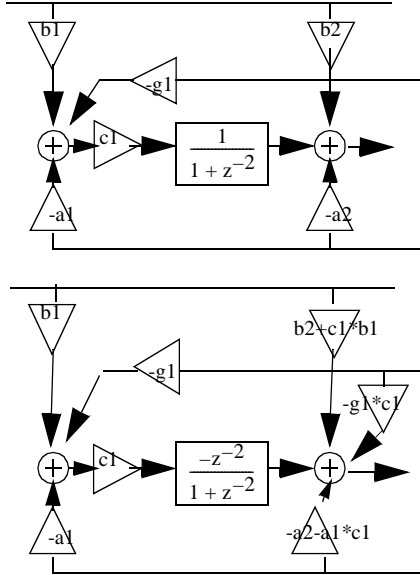 b1 b2
-g1
c1
1
1 + z−2
-a1 -a2
b1
b2+c1*b1
-g1
-g1*c1
c1
−z−2
1 + z−2
-a1
-a2-a1*c1